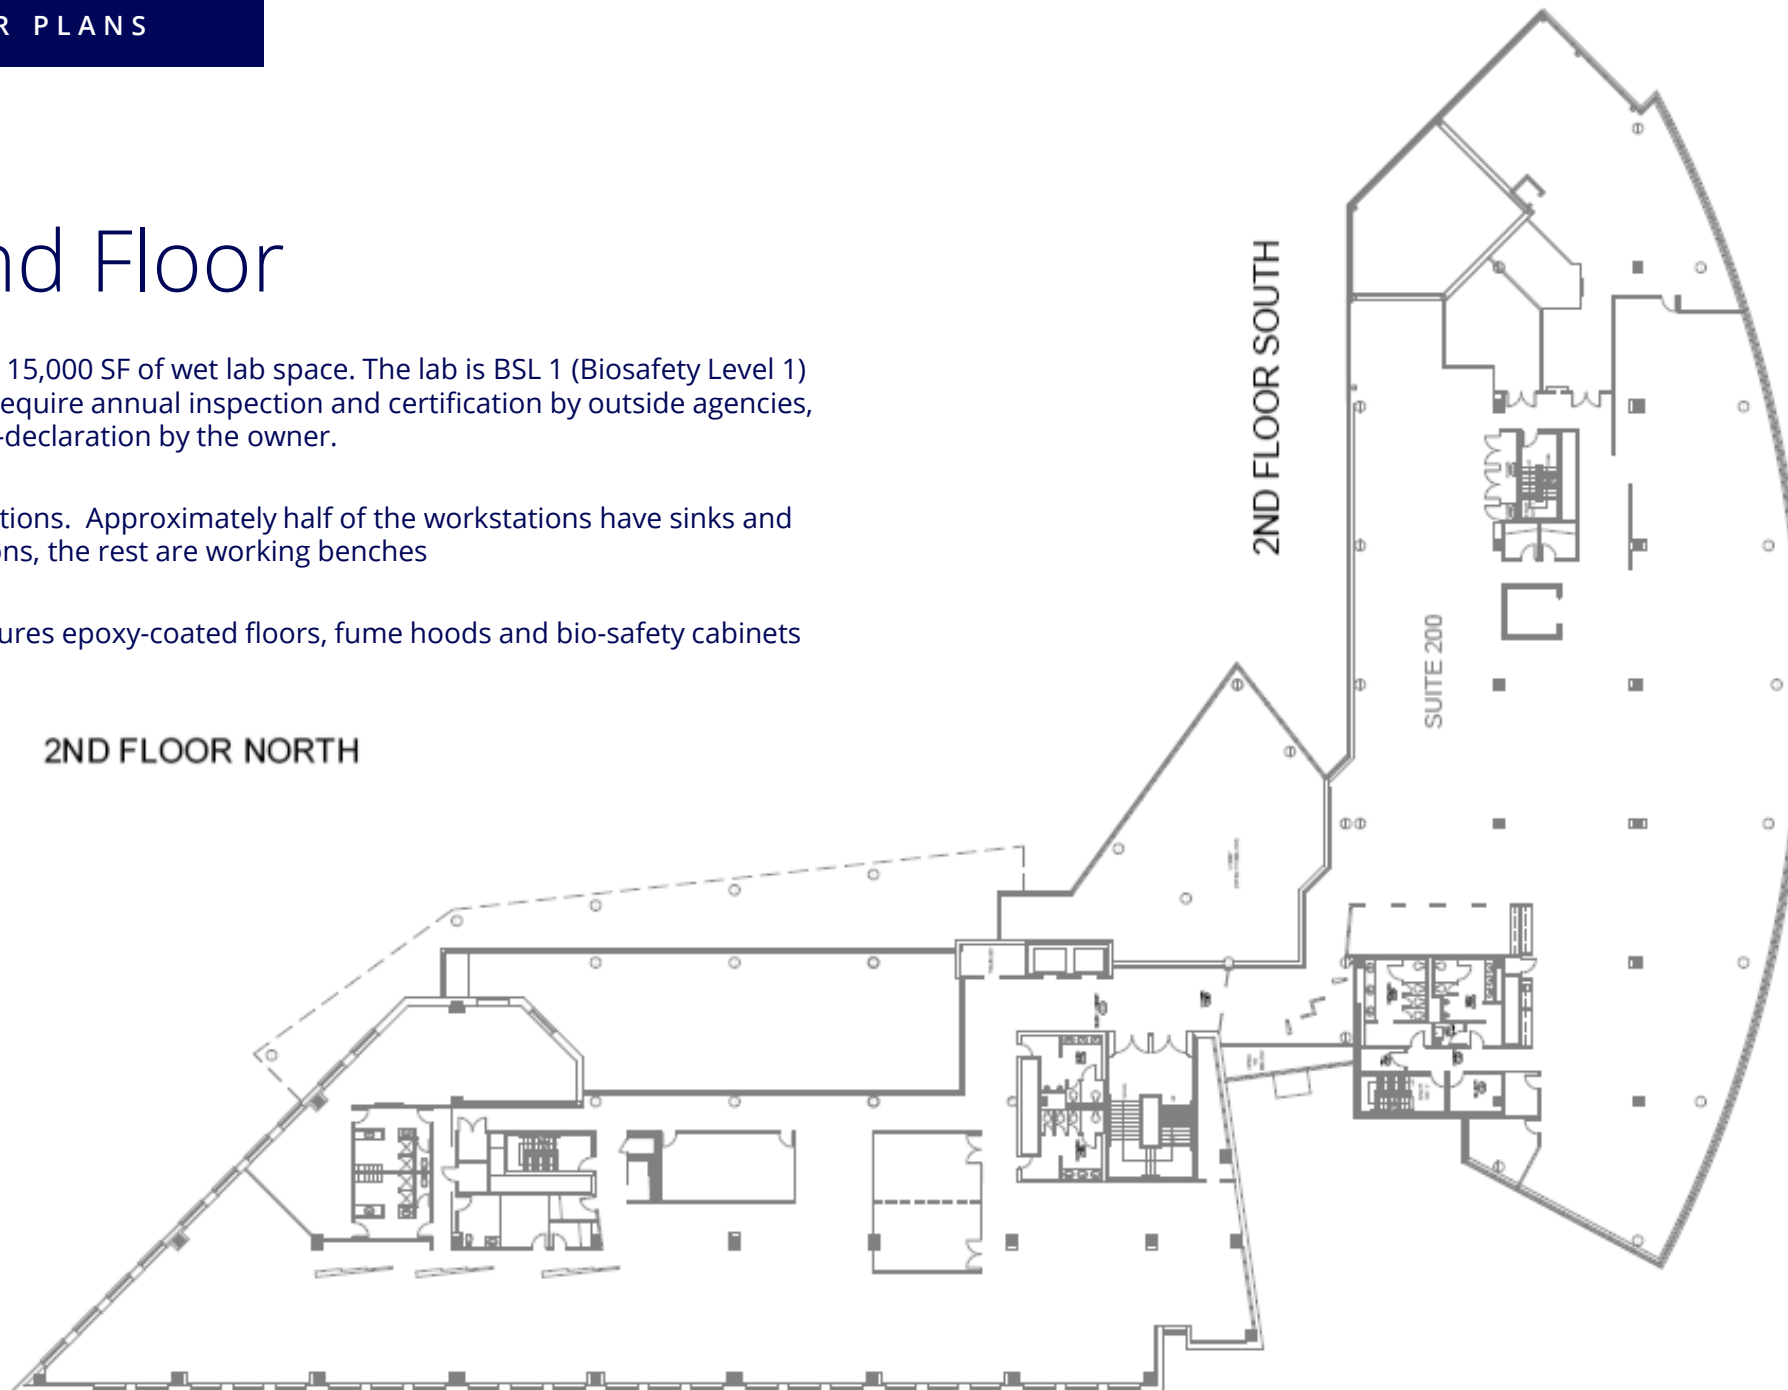 R PLANS
nd Floor
15,000 SF of wet lab space. The lab is BSL 1 (Biosafety Level 1)
equire annual inspection and certification by outside agencies,
-declaration by the owner.
tions. Approximately half of the workstations have sinks and
ons, the rest are working benches
ures epoxy-coated floors, fume hoods and bio-safety cabinets
2ND FLOOR NORTH
2ND FLOOR SOUTH
SUITE 200